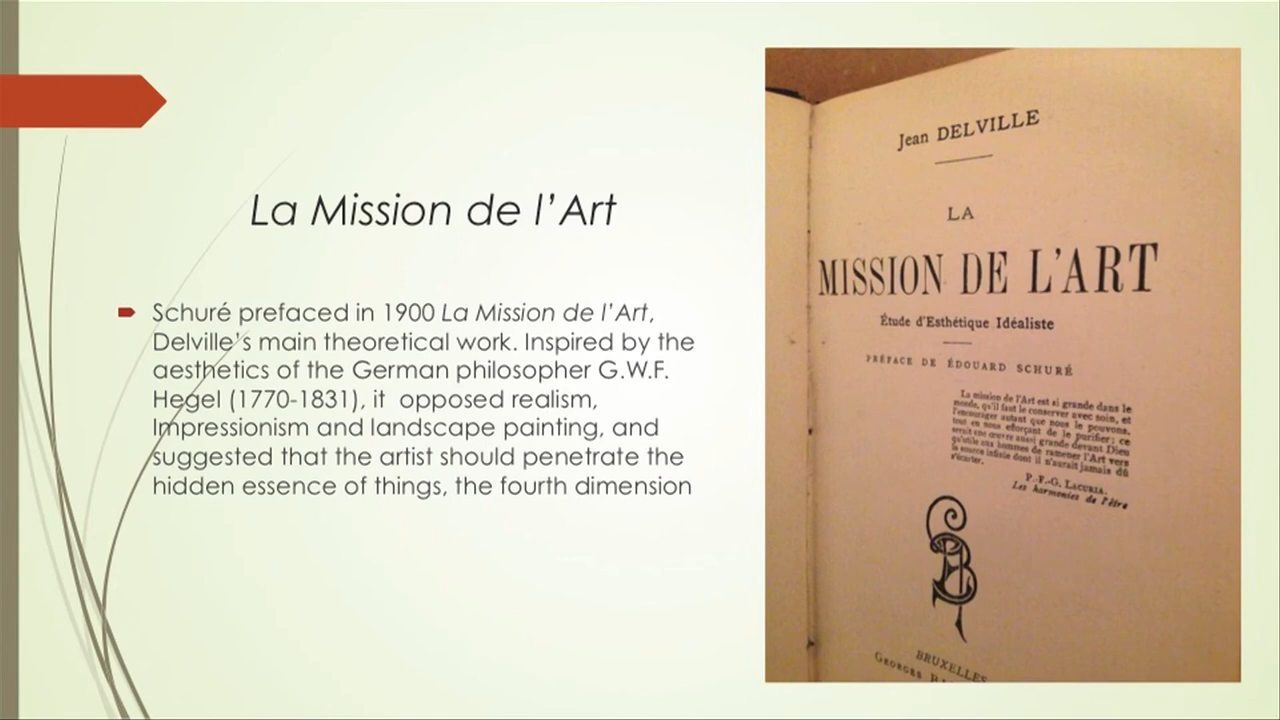 La Mission de l’Art
Schuré prefaced in 1900 La Mission de l’Art,
Delville’s main theoretical work. Inspired by the
aesthetics of the German philosopher G.W.F.
Hegel (1770-1831), it  opposed realism,
Impressionism and landscape painting, and
suggested that the artist should penetrate the
hidden essence of things, the fourth dimension
Jean DELVILLE
LA
MISSION DE L’ART
Étude d’Esthétique Idéaliste
PRÉFACE DE ÉDOUARD SCHURÉ
La mission de l’Art est si grande dans le
monde, qu’il faut le conserver avec soin, et
l’encourager autant que nous le pouvons,
tout en nous efforçant de le purifier ; ce
serait une œuvre aussi grande devant Dieu
qu’utile aux hommes de ramener l’Art vers
la source infinie dont il n’aurait jamais dû
s’écarter.
P.-F.-G. LACURIA.
Les harmonies de l’être
BRUXELLES
GEORGES